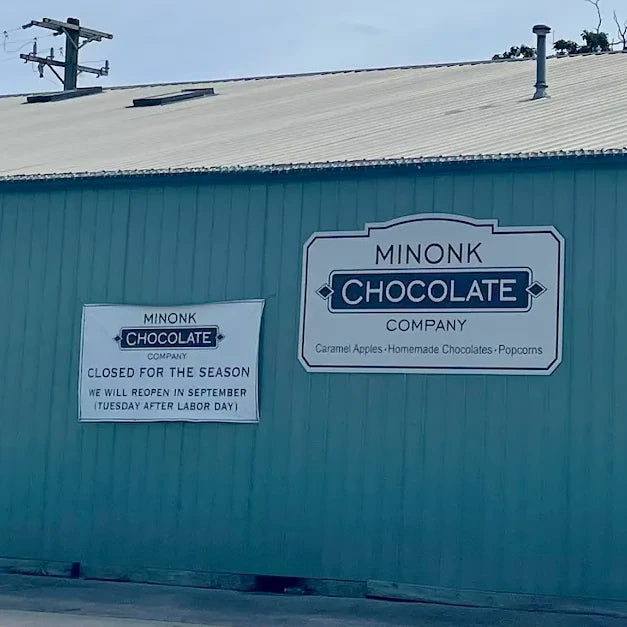 MINONK
CHOCOLATE
COMPANY
Caramel Apples • Homemade Chocolates • Popcorns
MINONK
CHOCOLATE
COMPANY
CLOSED FOR THE SEASON
WE WILL REOPEN IN SEPTEMBER
(TUESDAY AFTER LABOR DAY)